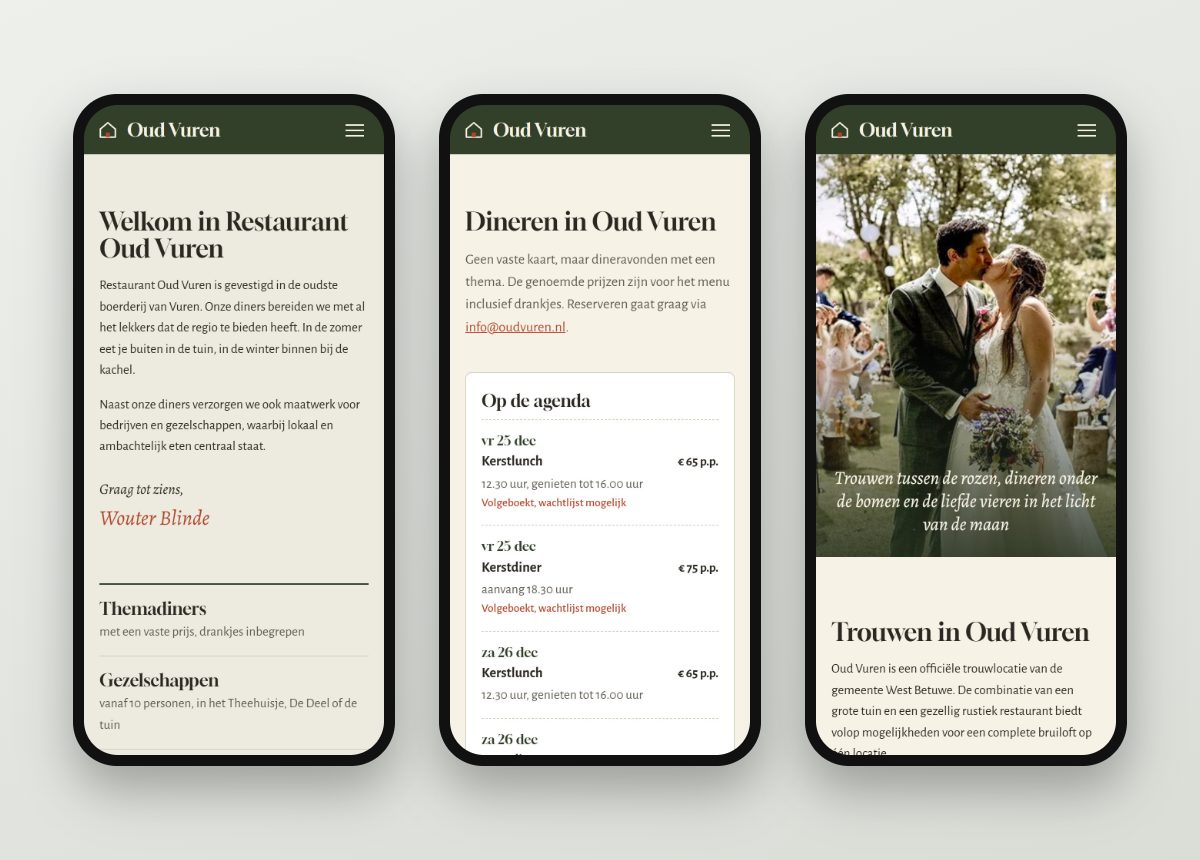 Oud Vuren
Welkom in Restaurant
Oud Vuren
Restaurant Oud Vuren is gevestigd in de oudste
boerderij van Vuren. Onze diners bereiden we met al
het lekkers dat de regio te bieden heeft. In de zomer
eet je buiten in de tuin, in de winter binnen bij de
kachel.
Naast onze diners verzorgen we ook maatwerk voor
bedrijven en gezelschappen, waarbij lokaal en
ambachtelijk eten centraal staat.
Graag tot ziens,
Wouter Blinde
Themadiners
met een vaste prijs, drankjes inbegrepen
Gezelschappen
vanaf 10 personen, in het Theehuisje, De Deel of de
tuin
Oud Vuren
Dineren in Oud Vuren
Geen vaste kaart, maar dineravonden met een
thema. De genoemde prijzen zijn voor het menu
inclusief drankjes. Reserveren gaat graag via
info@oudvuren.nl.
Op de agenda
vr 25 dec
Kerstlunch € 65 p.p.
12.30 uur, genieten tot 16.00 uur
Volgeboekt, wachtlijst mogelijk
vr 25 dec
Kerstdiner € 75 p.p.
aanvang 18.30 uur
Volgeboekt, wachtlijst mogelijk
za 26 dec
Kerstlunch € 65 p.p.
12.30 uur, genieten tot 16.00 uur
za 26 dec
Oud Vuren
Trouwen tussen de rozen, dineren onder
de bomen en de liefde vieren in het licht
van de maan
Trouwen in Oud Vuren
Oud Vuren is een officiële trouwlocatie van de
gemeente West Betuwe. De combinatie van een
grote tuin en een gezellig rustiek restaurant biedt
volop mogelijkheden voor een complete bruiloft op
één locatie